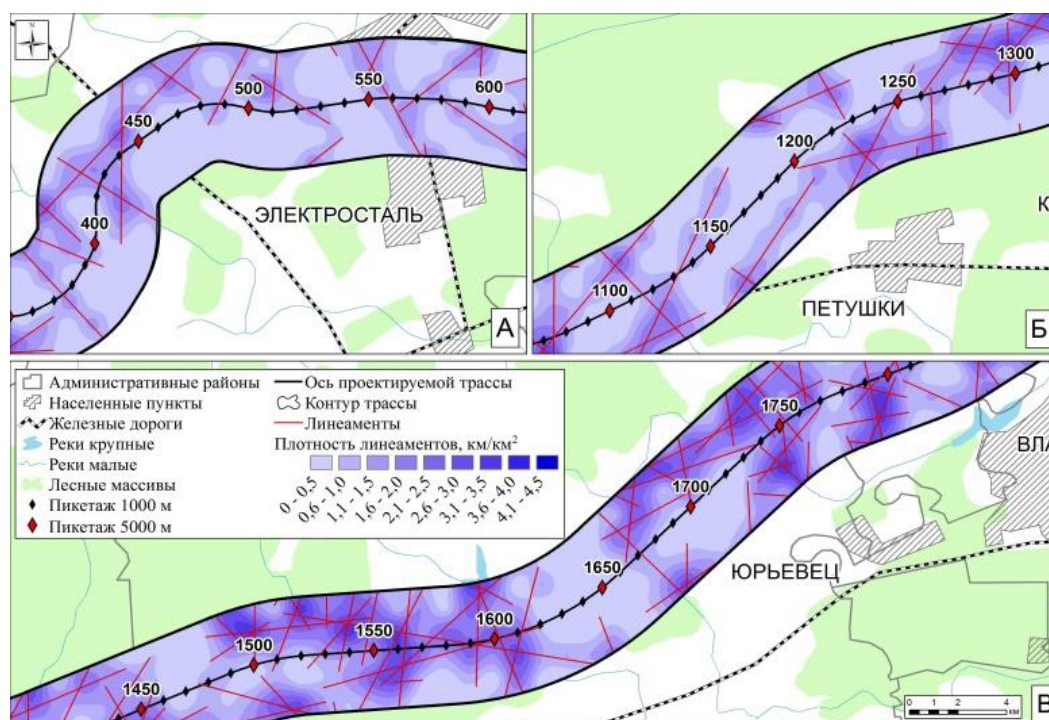 N
450
500
550
600
400
ЭЛЕКТРОСТАЛЬ
А
1300
1250
1200
1150
1100
К
ПЕТУШКИ
Б
Административные районы
Населенные пункты
Железные дороги
Реки крупные
Реки малые
Лесные массивы
Пикетаж 1000 м
Пикетаж 5000 м
Ось проектируемой трассы
Контур трассы
Линеаменты
Плотность линеаментов, км/км²
0 - 0,5
0,6 - 1,0
1,1 - 1,5
1,6 - 2,0
2,1 - 2,5
2,6 - 3,0
3,1 - 3,5
3,6 - 4,0
4,1 - 4,5
1750
ВЛА
1700
1650
ЮРЬЕВЕЦ
1600
1550
1500
1450
0 1 2 4
км
В